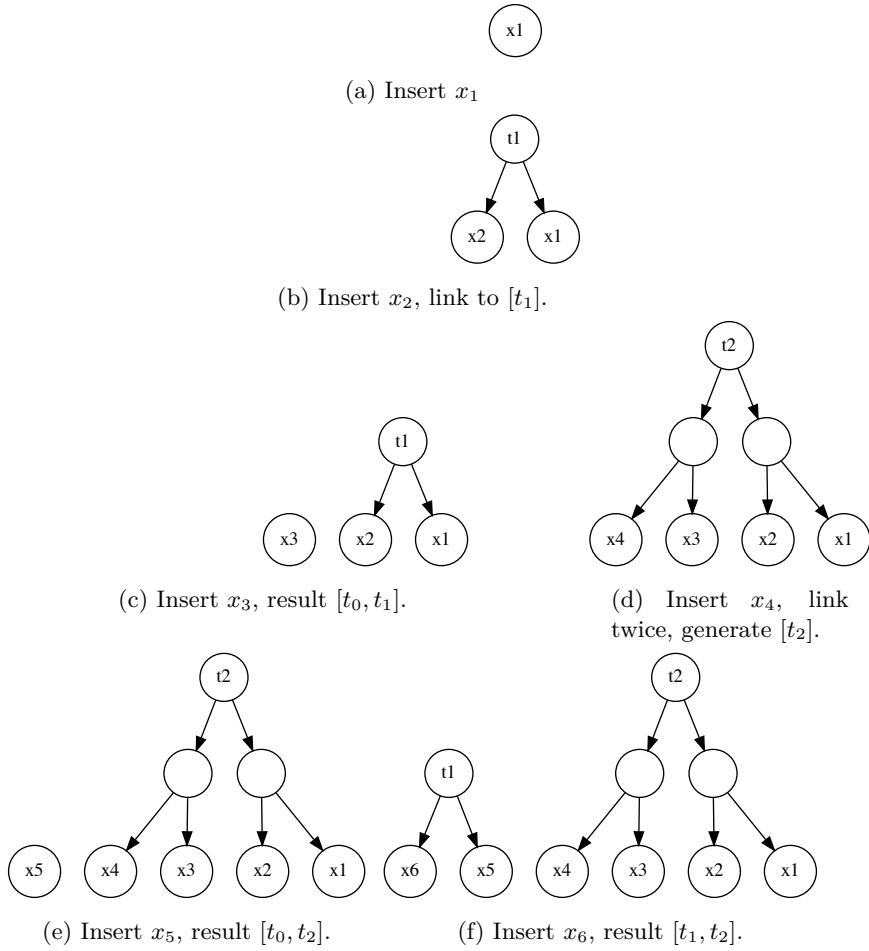 x1
(a) Insert x₁
t1
x2 x1
(b) Insert x₂, link to [t₁].
t1
x3 x2 x1
(c) Insert x₃, result [t₀, t₁].
t2
x4 x3 x2 x1
(d) Insert x₄, link
twice, generate [t₂].
t2
x5 x4 x3 x2 x1
(e) Insert x₅, result [t₀, t₂].
t2
t1
x6 x5 x4 x3 x2 x1
(f) Insert x₆, result [t₁, t₂].